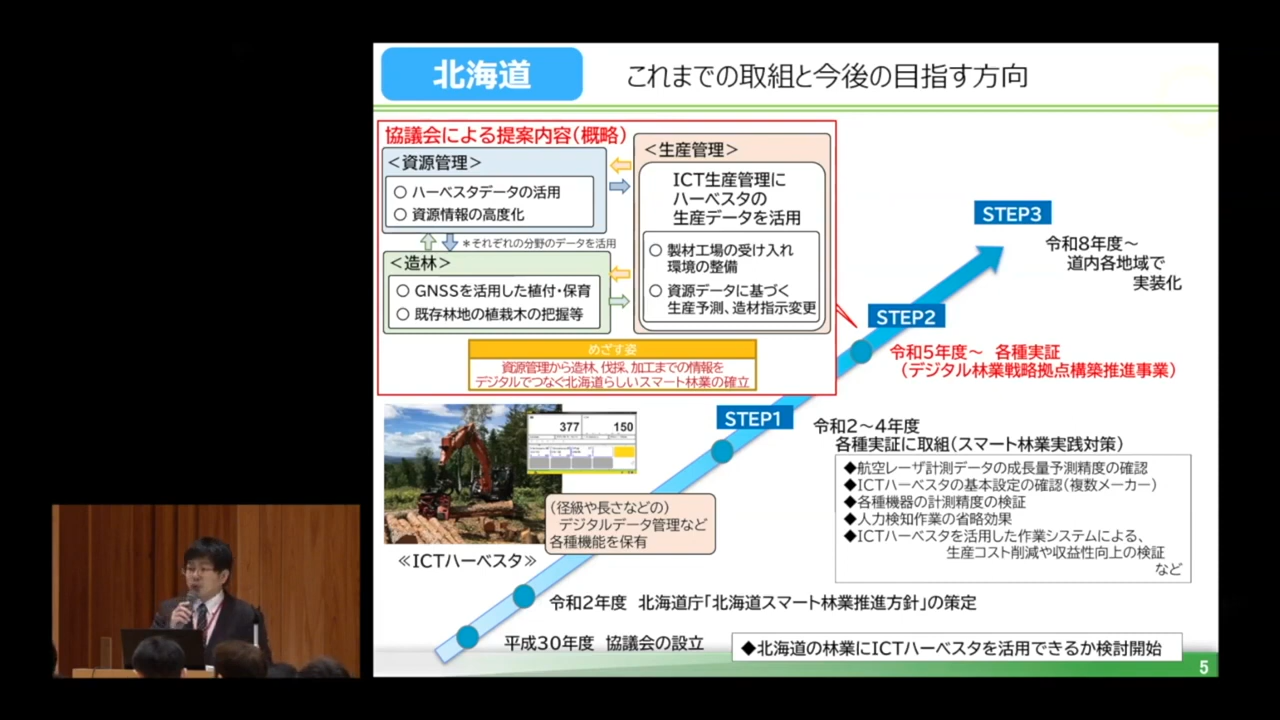 北海道
これまでの取組と今後の目指す方向
協議会による提案内容(概略)
<資源管理>
○ ハーベスタデータの活用
○ 資源情報の高度化
*それぞれの分野のデータを活用
<造林>
○ GNSSを活用した植付・保育
○ 既存林地の植栽木の把握等
<生産管理>
ICT生産管理に
ハーベスタの
生産データを活用
○ 製材工場の受け入れ
環境の整備
○ 資源データに基づく
生産予測、造材指示変更
めざす姿
資源管理から造林、伐採、加工までの情報を
デジタルでつなぐ北海道らしいスマート林業の確立
STEP3
令和8年度~
道内各地域で
実装化
STEP2
令和5年度~ 各種実証
(デジタル林業戦略拠点構築推進事業)
STEP1
令和2~4年度
各種実証に取組(スマート林業実践対策)
◆航空レーザ計測データの成長量予測精度の確認
◆ICTハーベスタの基本設定の確認(複数メーカー)
◆各種機器の計測精度の検証
◆人力検知作業の省略効果
◆ICTハーベスタを活用した作業システムによる、
生産コスト削減や収益性向上の検証
など
377
150
(径級や長さなどの)
デジタルデータ管理など
各種機能を保有
≪ICTハーベスタ≫
令和2年度 北海道庁「北海道スマート林業推進方針」の策定
平成30年度 協議会の設立
◆北海道の林業にICTハーベスタを活用できるか検討開始
5